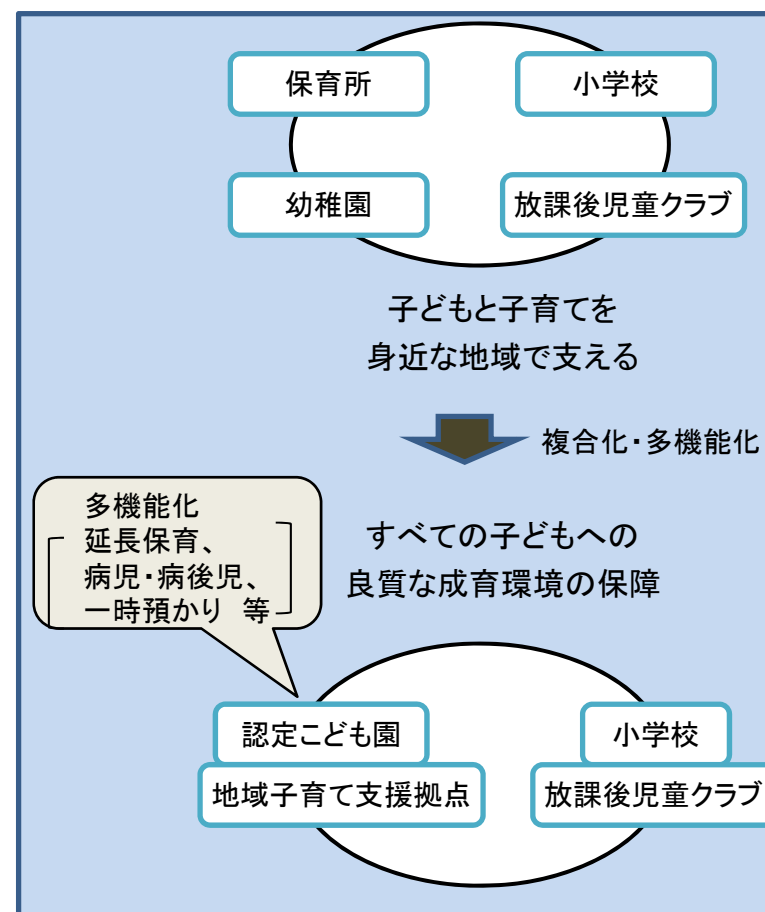 保育所
小学校
幼稚園
放課後児童クラブ
子どもと子育てを
身近な地域で支える
複合化・多機能化
多機能化
延長保育、
病児・病後児、
一時預かり　等
すべての子どもへの
良質な成育環境の保障
認定こども園
小学校
地域子育て支援拠点
放課後児童クラブ